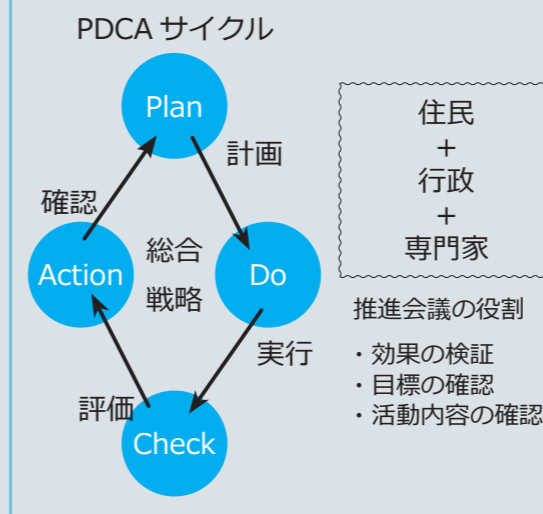 PDCA サイクル
Plan
計画
確認
Action
総合
戦略
Do
実行
評価
Check
住民
+
行政
+
専門家
推進会議の役割
・効果の検証
・目標の確認
・活動内容の確認